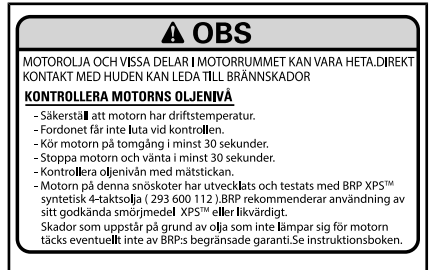 OBS
MOTOROLJA OCH VISSA DELAR I MOTORRUMMET KAN VARA HETA.DIREKT
KONTAKT MED HUDEN KAN LEDA TILL BRÄNNSKADOR
KONTROLLERA MOTORNS OLJENIVÅ
- Säkerställ att motorn har driftstemperatur.
- Fordonet får inte luta vid kontrollen.
- Kör motorn på tomgång i minst 30 sekunder.
- Stoppa motorn och vänta i minst 30 sekunder.
- Kontrollera oljenivån med mätstickan.
- Motorn på denna snöskoter har utvecklats och testats med BRP XPS™
syntetisk 4-taktsolja ( 293 600 112 ).BRP rekommenderar användning av
sitt godkända smörjmedel XPS™ eller likvärdigt.
Skador som uppstår på grund av olja som inte lämpar sig för motorn
täcks eventuellt inte av BRP:s begränsade garanti.Se instruktionsboken.